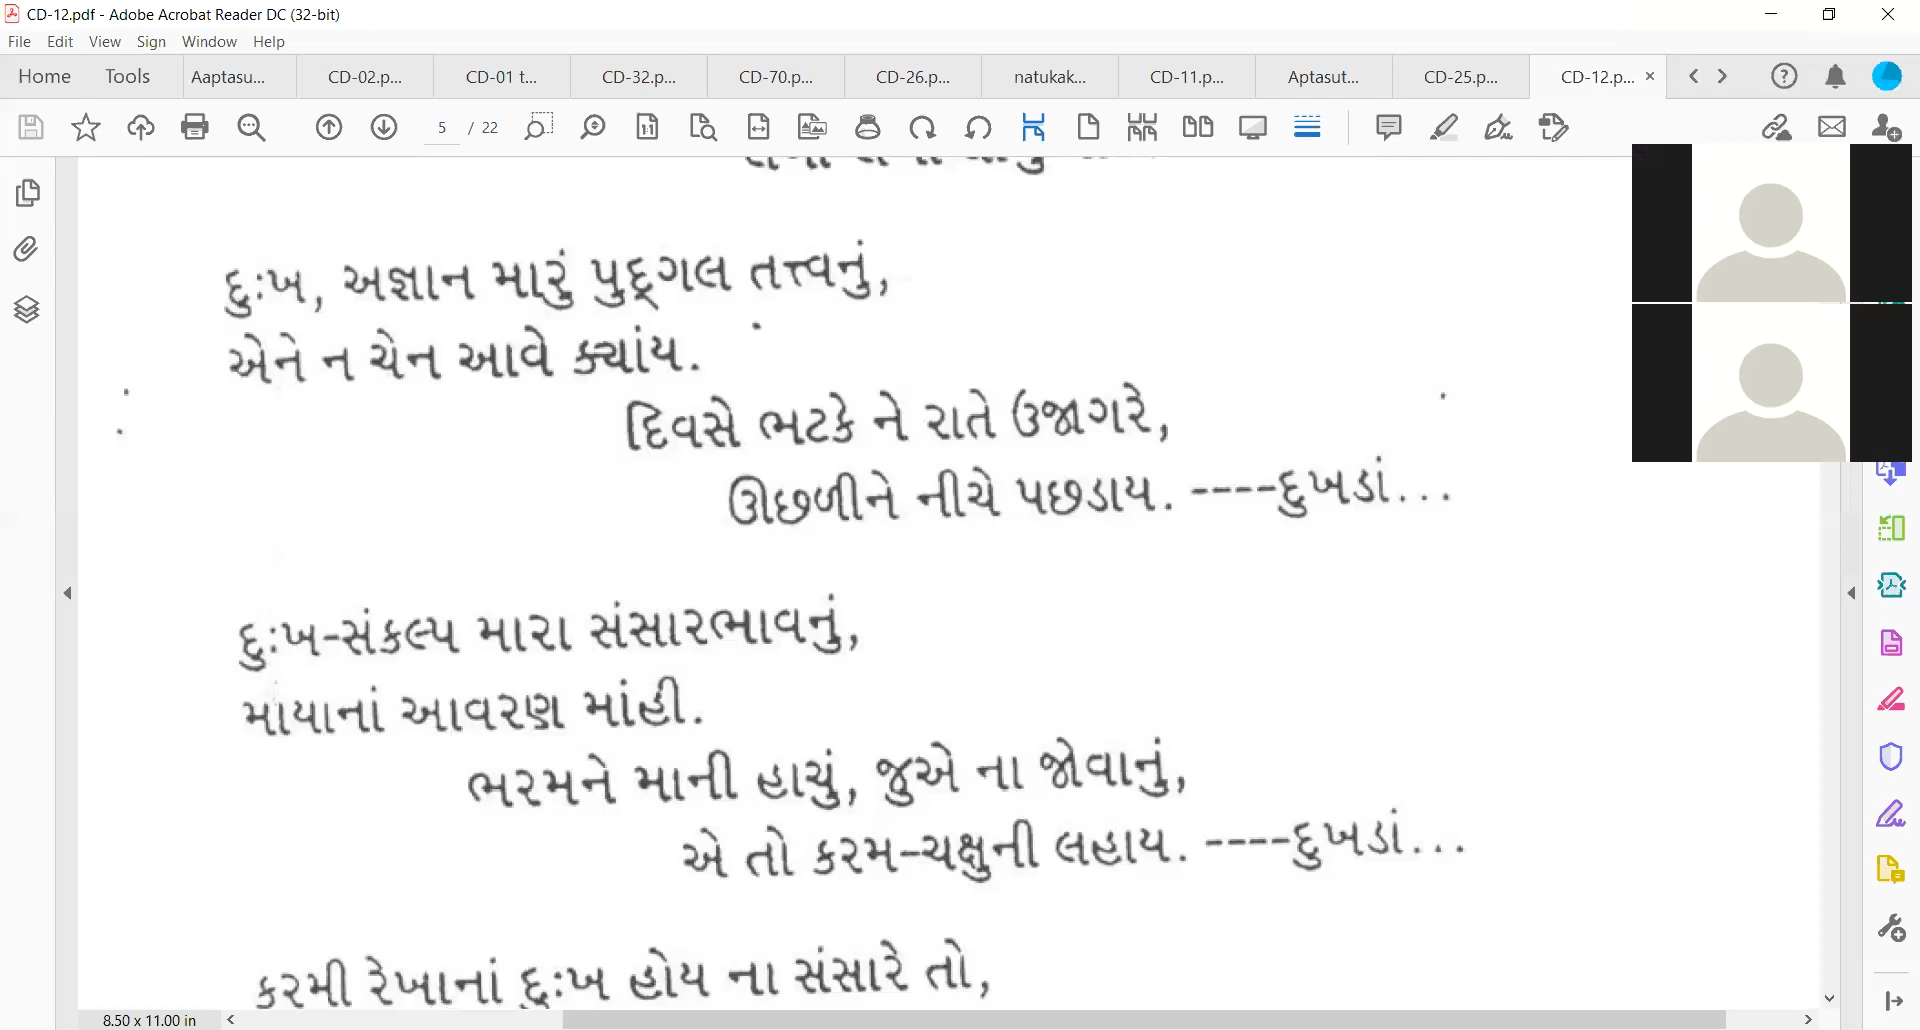 CD-12.pdf - Adobe Acrobat Reader DC (32-bit)
File Edit View Sign Window Help
Home Tools Aaptasu... CD-02.p... CD-01 t... CD-32.p... CD-70.p... CD-26.p... natukak... CD-11.p... Aptasut... CD-25.p... CD-12.p...
5 / 22
દુઃખ, અજ્ઞાન મારું પુદ્ગલ તત્ત્વનું,
એને ન ચેન આવે ક્યાંય.
દિવસે ભટકે ને રાતે ઉજાગરે,
ઊછળીને નીચે પછડાય. ----દુખડાં...
દુઃખ-સંકલ્પ મારા સંસારભાવનું,
માયાનાં આવરણ માંહી.
ભરમને માની હાચું, જુએ ના જોવાનું,
એ તો કરમ-ચક્ષુની લહાય. ----દુખડાં...
કરમી રેખાનાં દુઃખ હોય ના સંસારે તો,
8.50 x 11.00 in